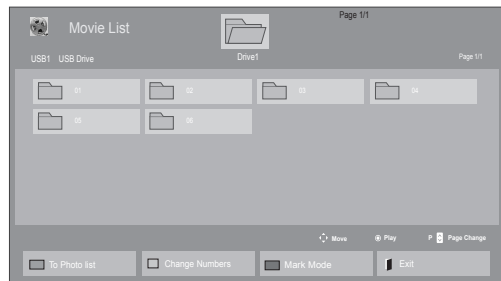 Page 1/1
Movie List
USB1 USB Drive
Drive1
Page 1/1
01 02 03 04
05 06
Move Play P Page Change
To Photo list Change Numbers Mark Mode Exit